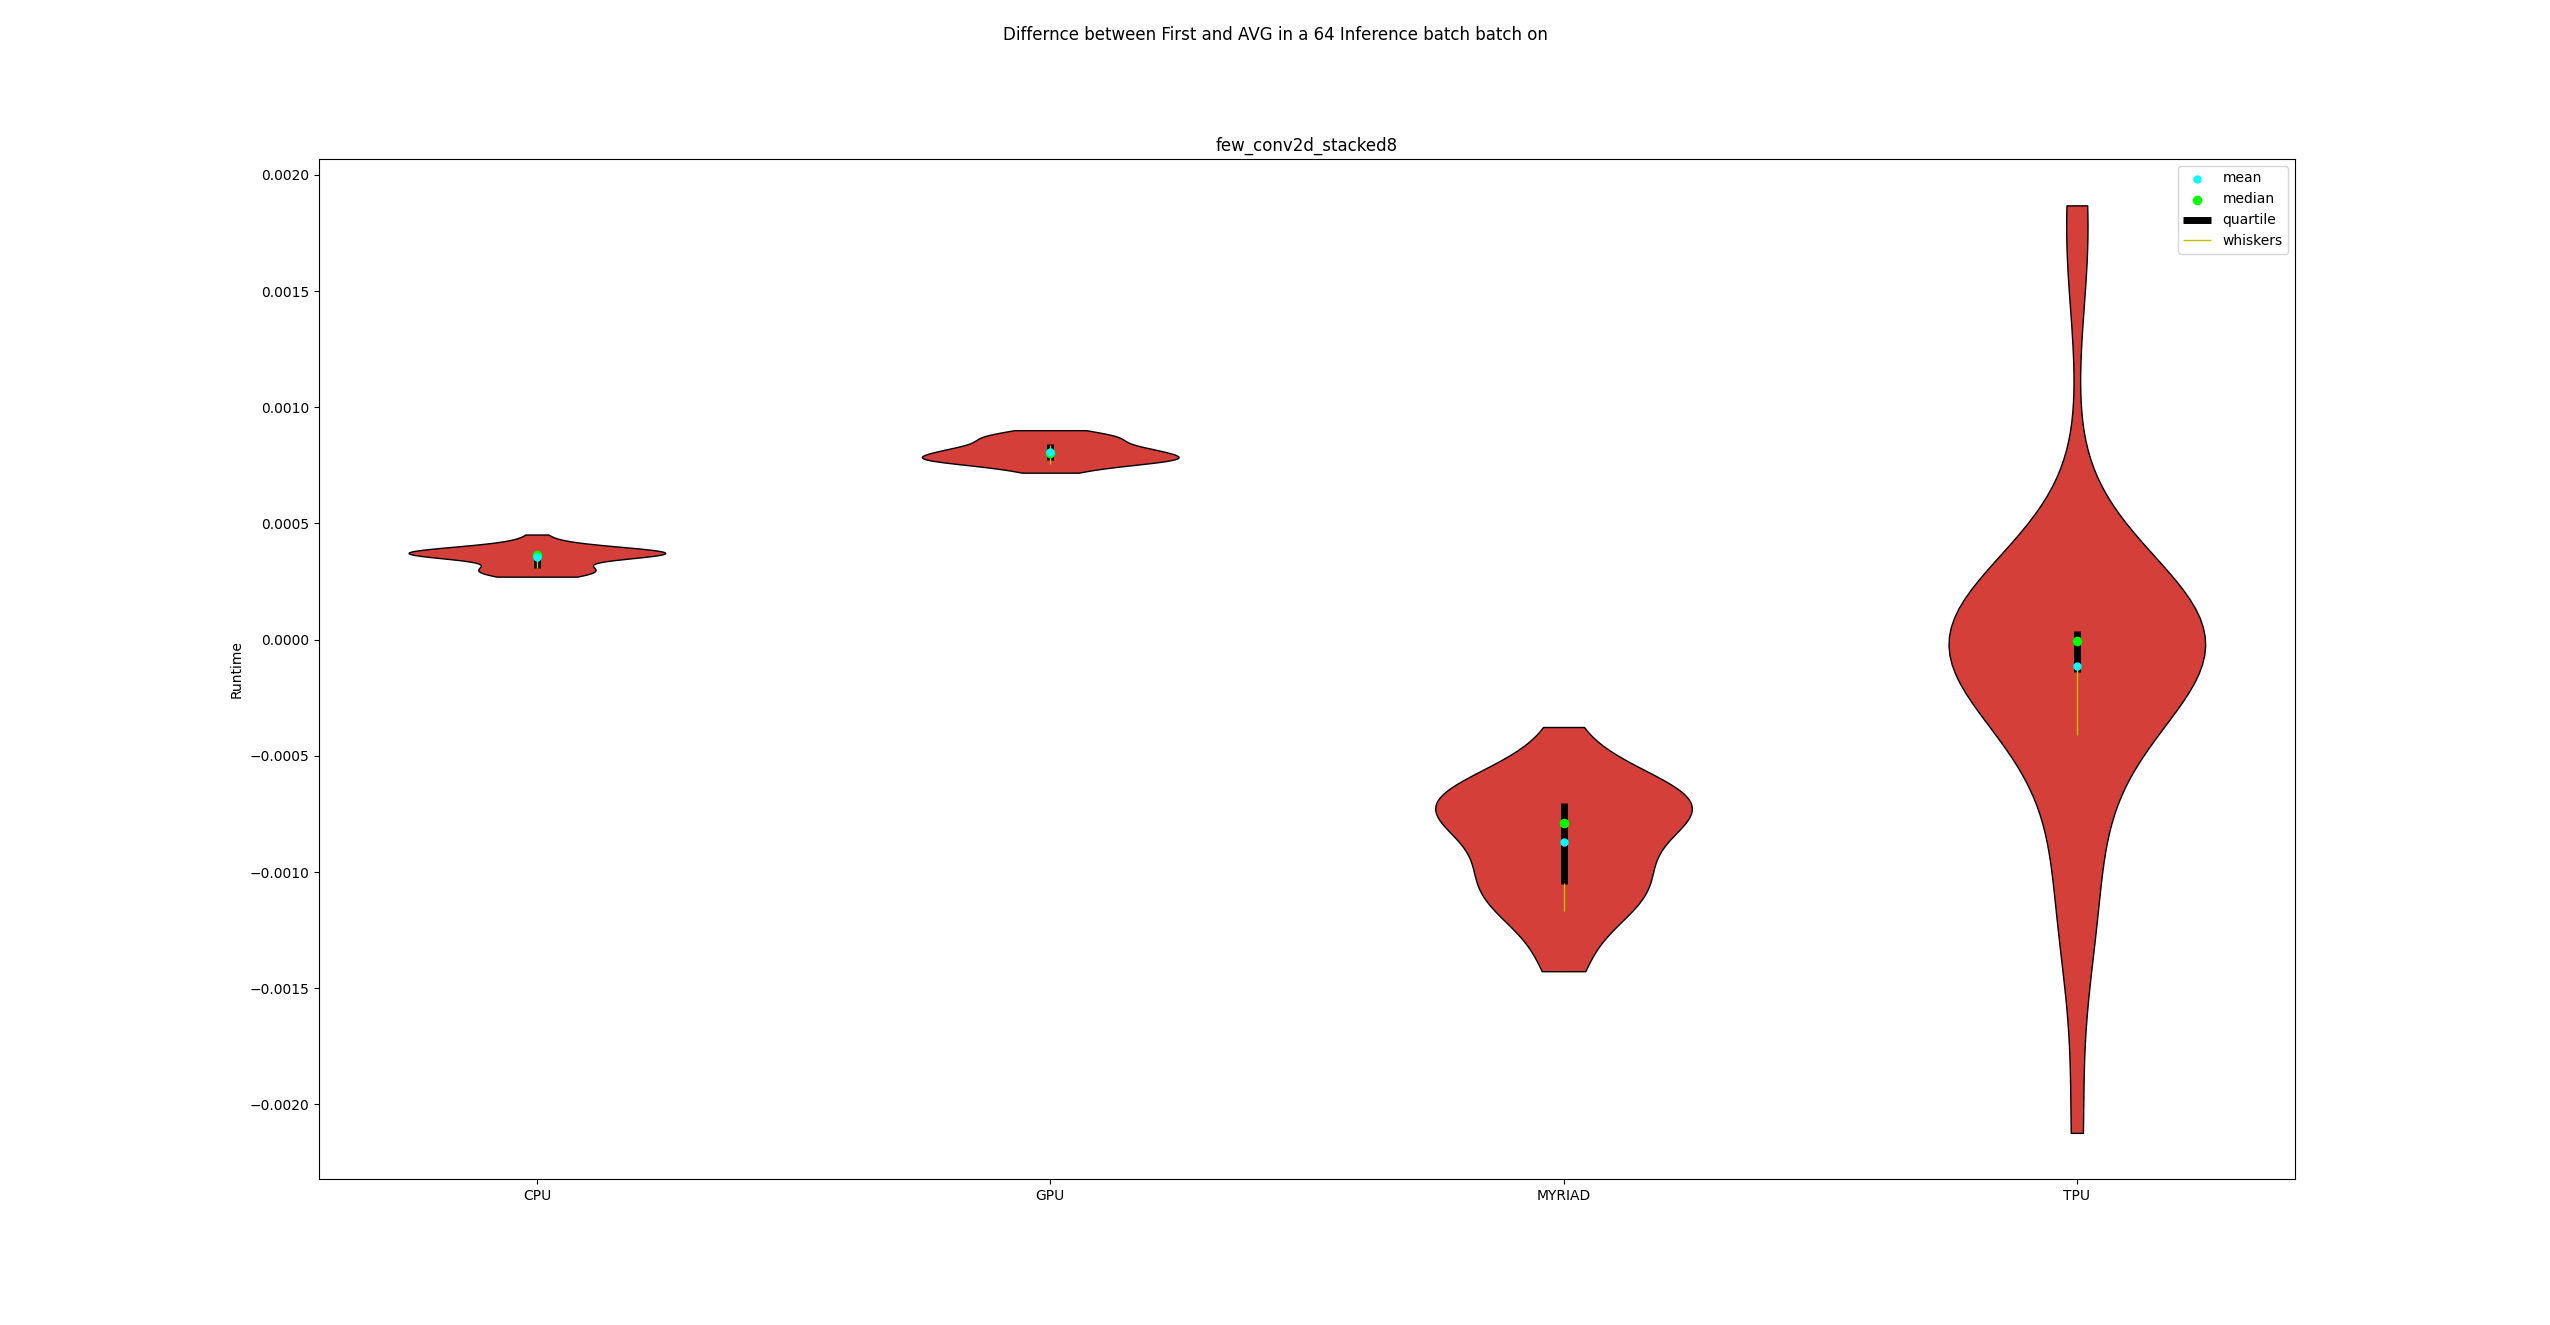 Differnce between First and AVG in a 64 Inference batch batch on
few_conv2d_stacked8
mean
median
quartile
whiskers
0.0020
0.0015
0.0010
0.0005
0.0000
−0.0005
−0.0010
−0.0015
−0.0020
Runtime
CPU GPU MYRIAD TPU